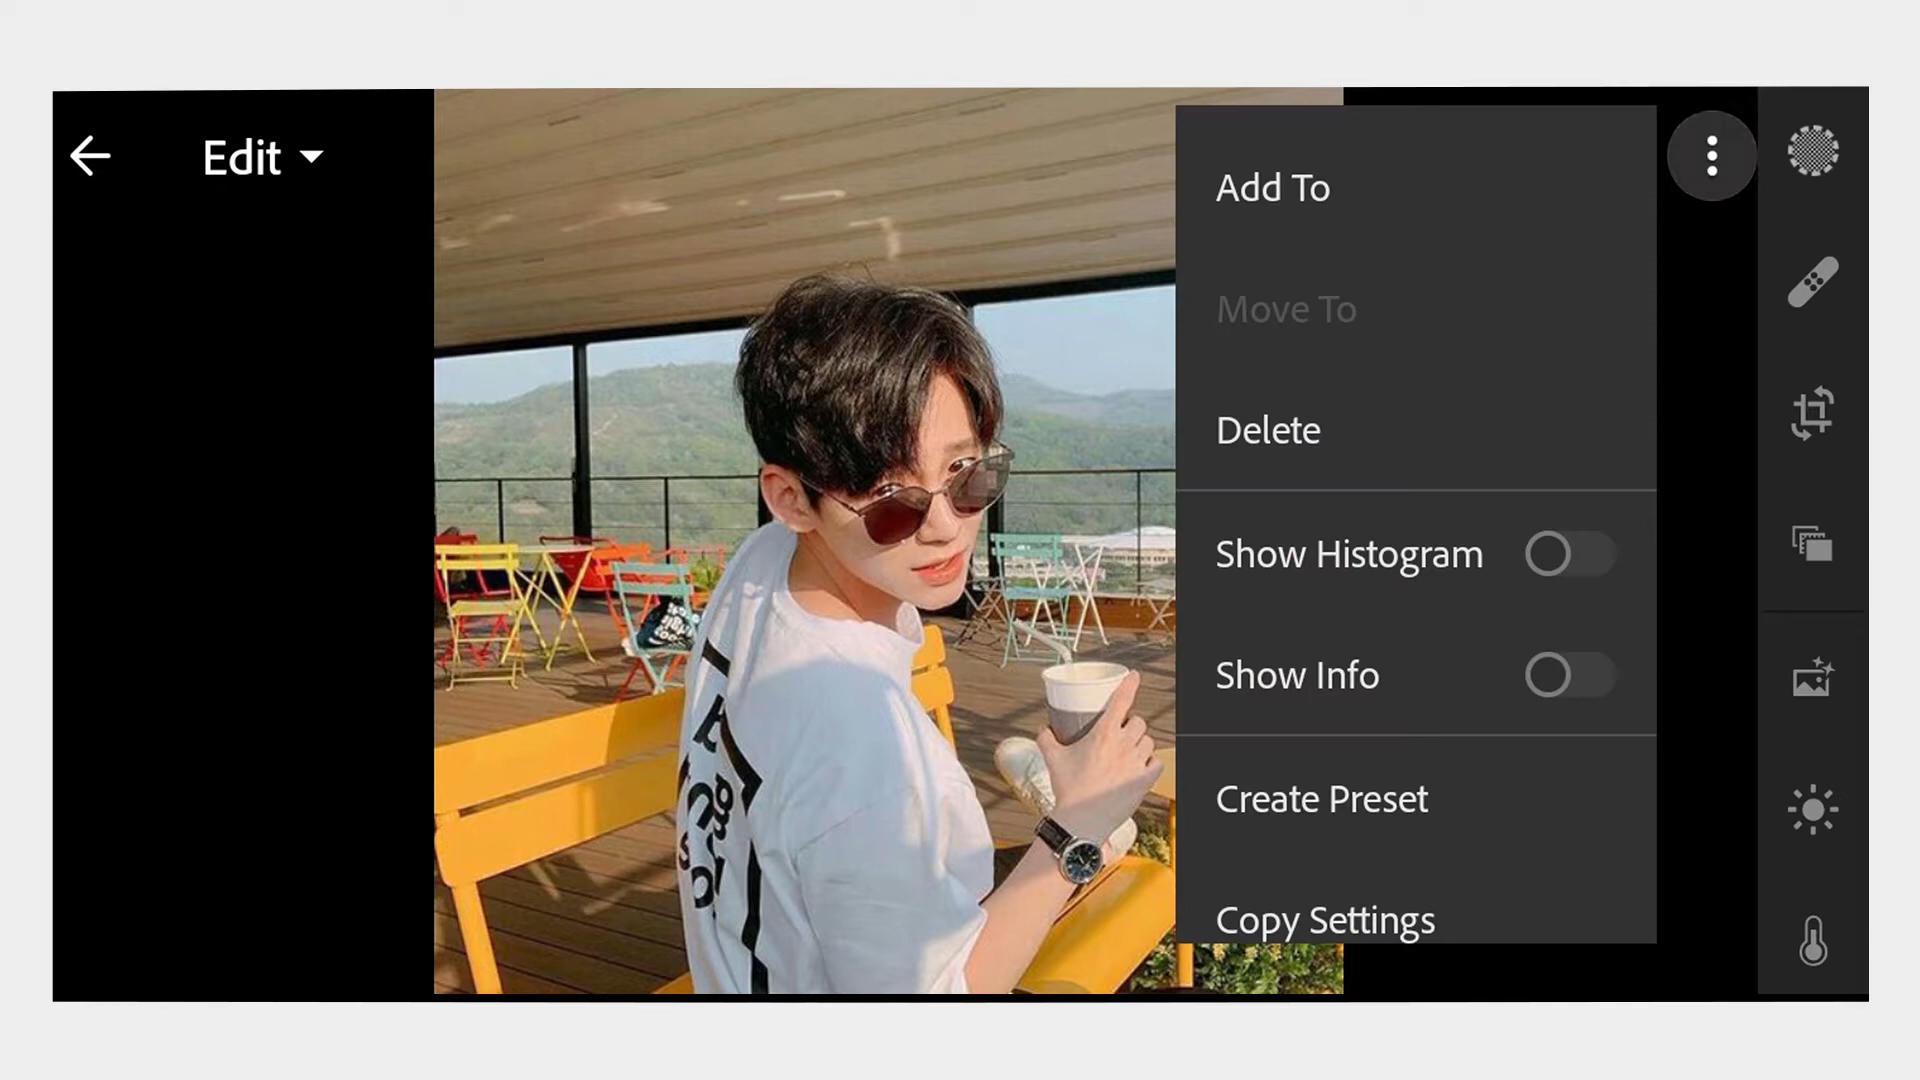 Edit
Add To
Move To
Delete
Show Histogram
Show Info
Create Preset
Copy Settings